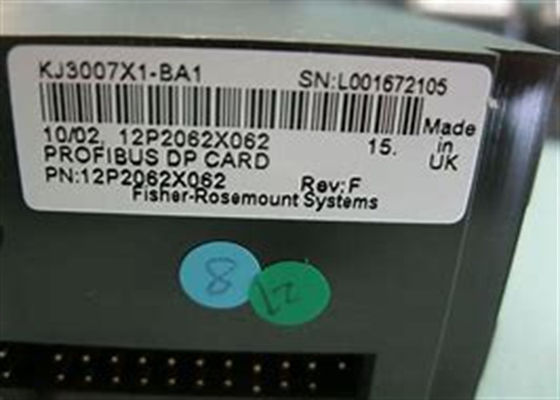 KJ3007X1-BA1 SN:L001672105
10/02, 12P2062X062 15. Made in UK
PROFIBUS DP CARD
PN:12P2062X062 Rev:F
Fisher-Rosemount Systems
8
21